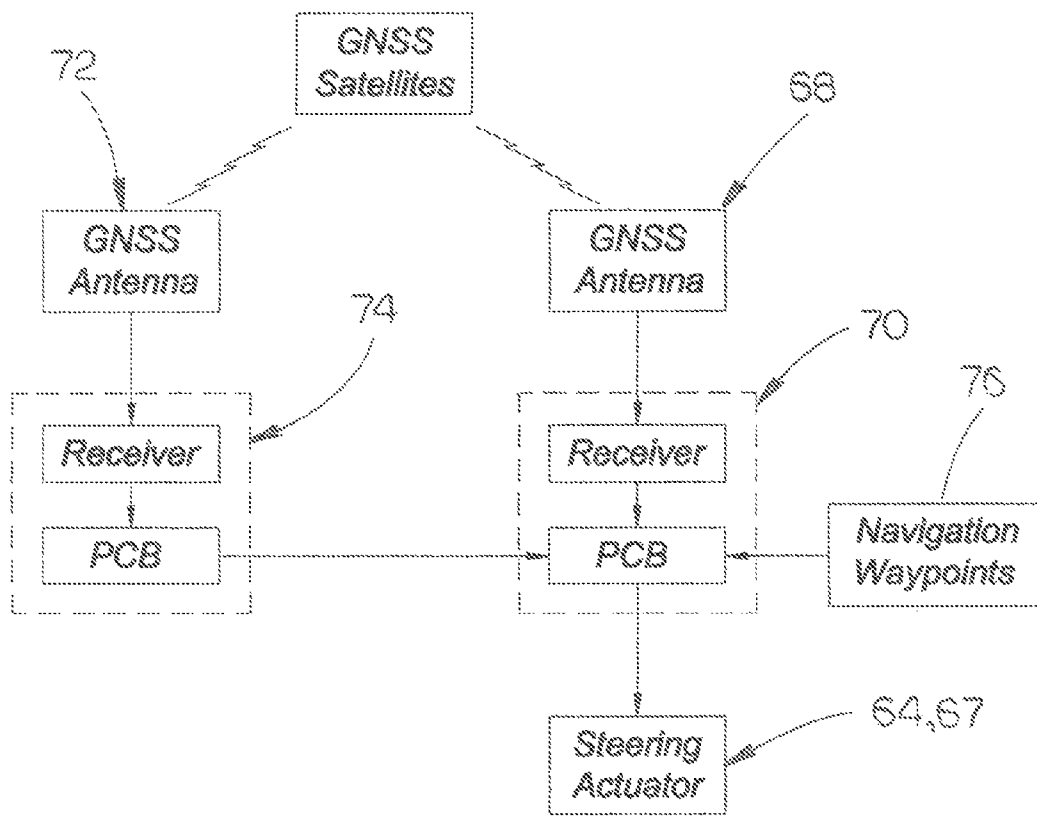 GNSS
Satellites
72
68
GNSS
Antenna
GNSS
Antenna
74
70
76
Receiver
Receiver
PCB
PCB
Navigation
Waypoints
64,67
Steering
Actuator